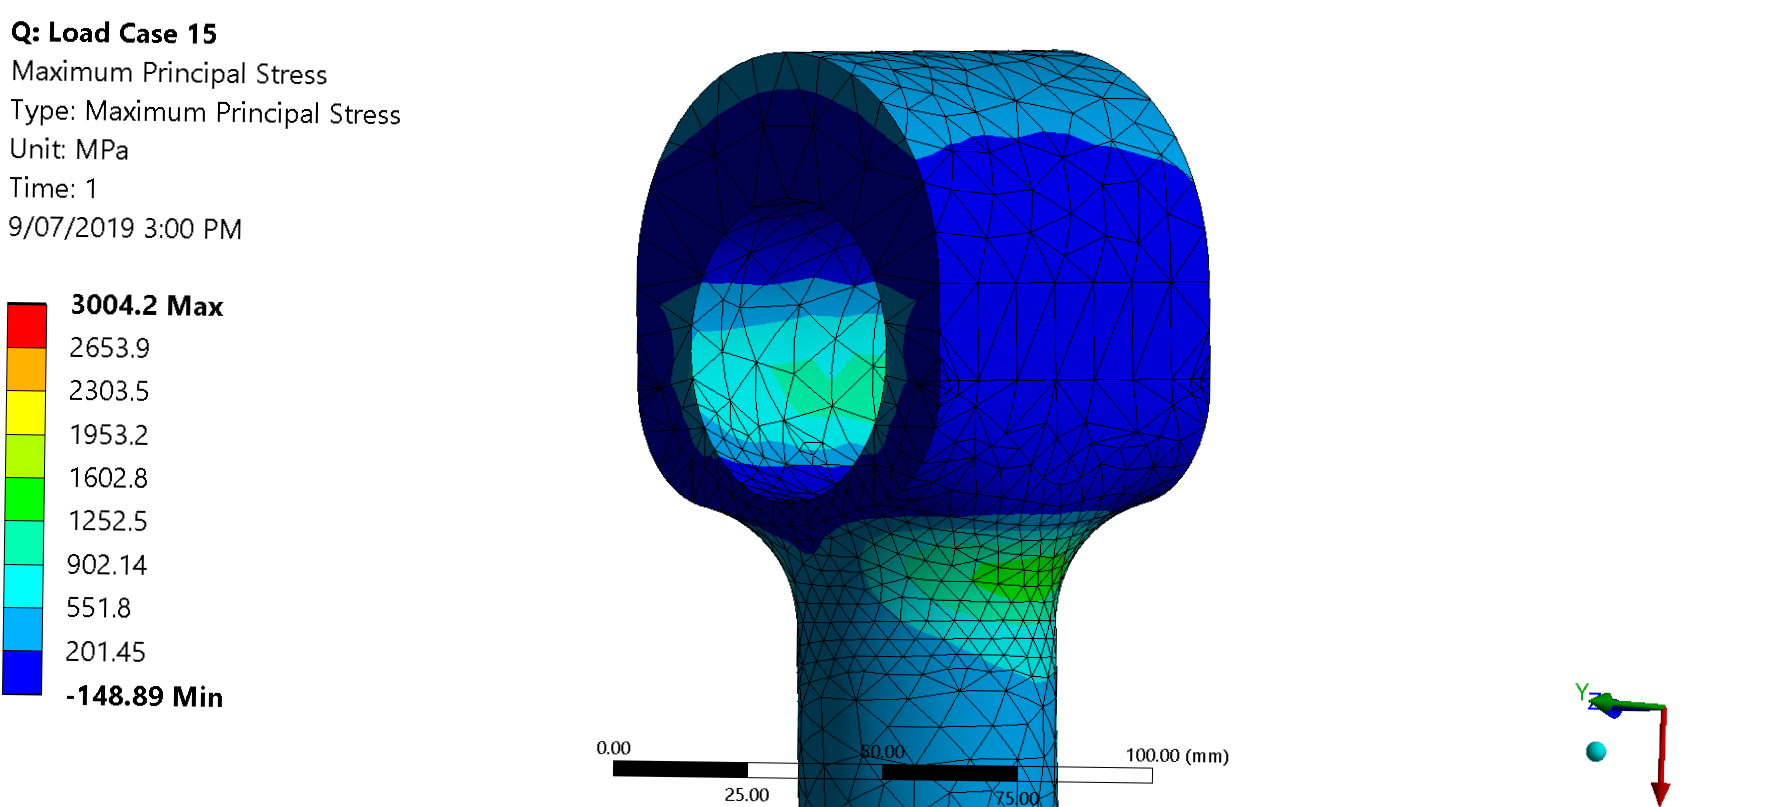 Q: Load Case 15
Maximum Principal Stress
Type: Maximum Principal Stress
Unit: MPa
Time: 1
9/07/2019 3:00 PM
3004.2 Max
2653.9
2303.5
1953.2
1602.8
1252.5
902.14
551.8
201.45
-148.89 Min
0.00
50.00
100.00 (mm)
25.00
75.00
Y
Z